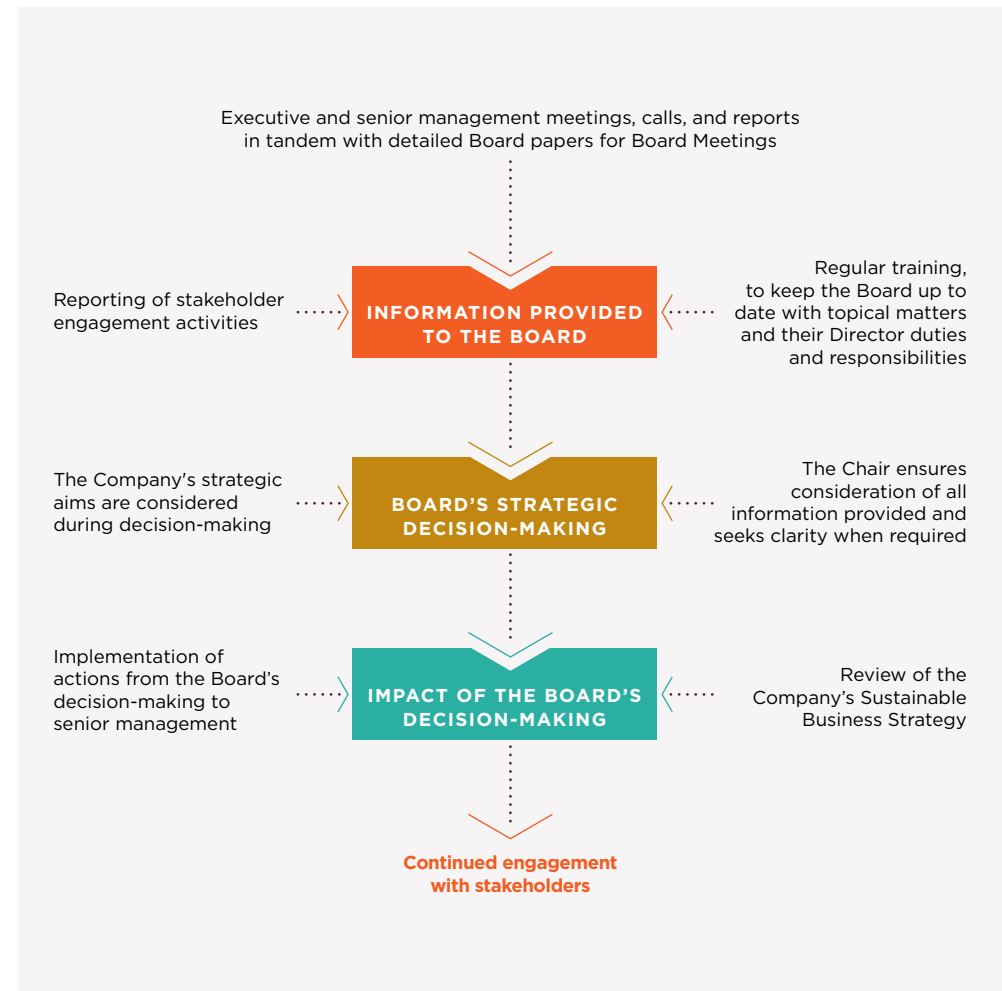 Executive and senior management meetings, calls, and reports
in tandem with detailed Board papers for Board Meetings
Reporting of stakeholder
engagement activities
INFORMATION PROVIDED
TO THE BOARD
Regular training,
to keep the Board up to
date with topical matters
and their Director duties
and responsibilities
The Company's strategic
aims are considered
during decision-making
BOARD’S STRATEGIC
DECISION-MAKING
The Chair ensures
consideration of all
information provided and
seeks clarity when required
Implementation of
actions from the Board’s
decision-making to
senior management
IMPACT OF THE BOARD’S
DECISION-MAKING
Review of the
Company’s Sustainable
Business Strategy
Continued engagement
with stakeholders